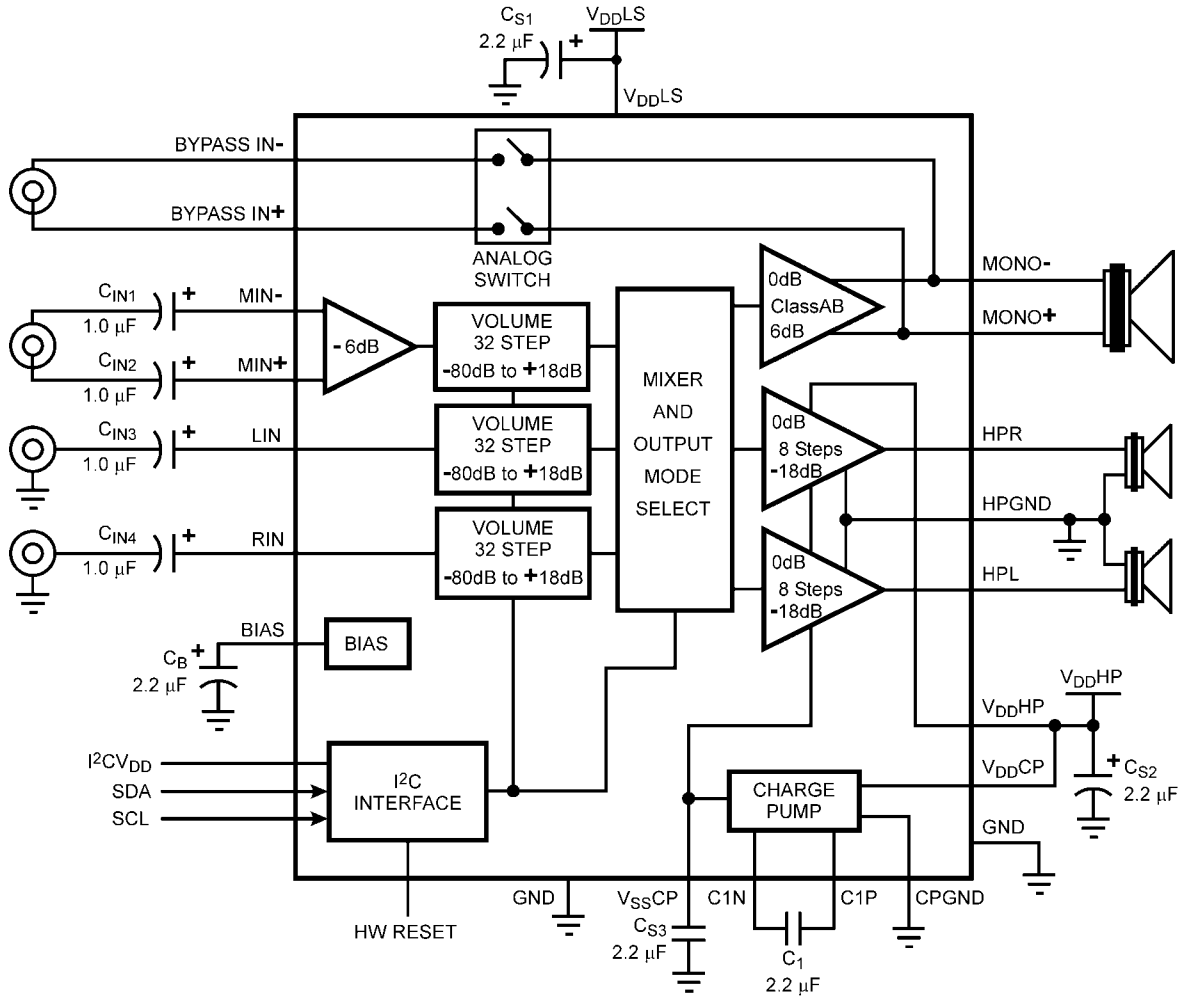 CS1
2.2 µF
+
VDDLS
VDDLS
BYPASS IN-
BYPASS IN+
ANALOG
SWITCH
CIN1
+
1.0 µF
MIN-
CIN2
+
1.0 µF
MIN+
-6dB
VOLUME
32 STEP
-80dB to +18dB
CIN3
+
1.0 µF
LIN
VOLUME
32 STEP
-80dB to +18dB
CIN4
+
1.0 µF
RIN
VOLUME
32 STEP
-80dB to +18dB
MIXER
AND
OUTPUT
MODE
SELECT
0dB
ClassAB
6dB
MONO-
MONO+
0dB
8 Steps
-18dB
HPR
HPGND
0dB
8 Steps
-18dB
HPL
BIAS
BIAS
CB
+
2.2 µF
I²CVDD
SDA
SCL
I²C
INTERFACE
HW RESET
VDDHP
VDDHP
VDDCP
+
CS2
2.2 µF
CHARGE
PUMP
GND
GND
VSSCP
C1N
C1P
CPGND
CS3
2.2 µF
C1
2.2 µF